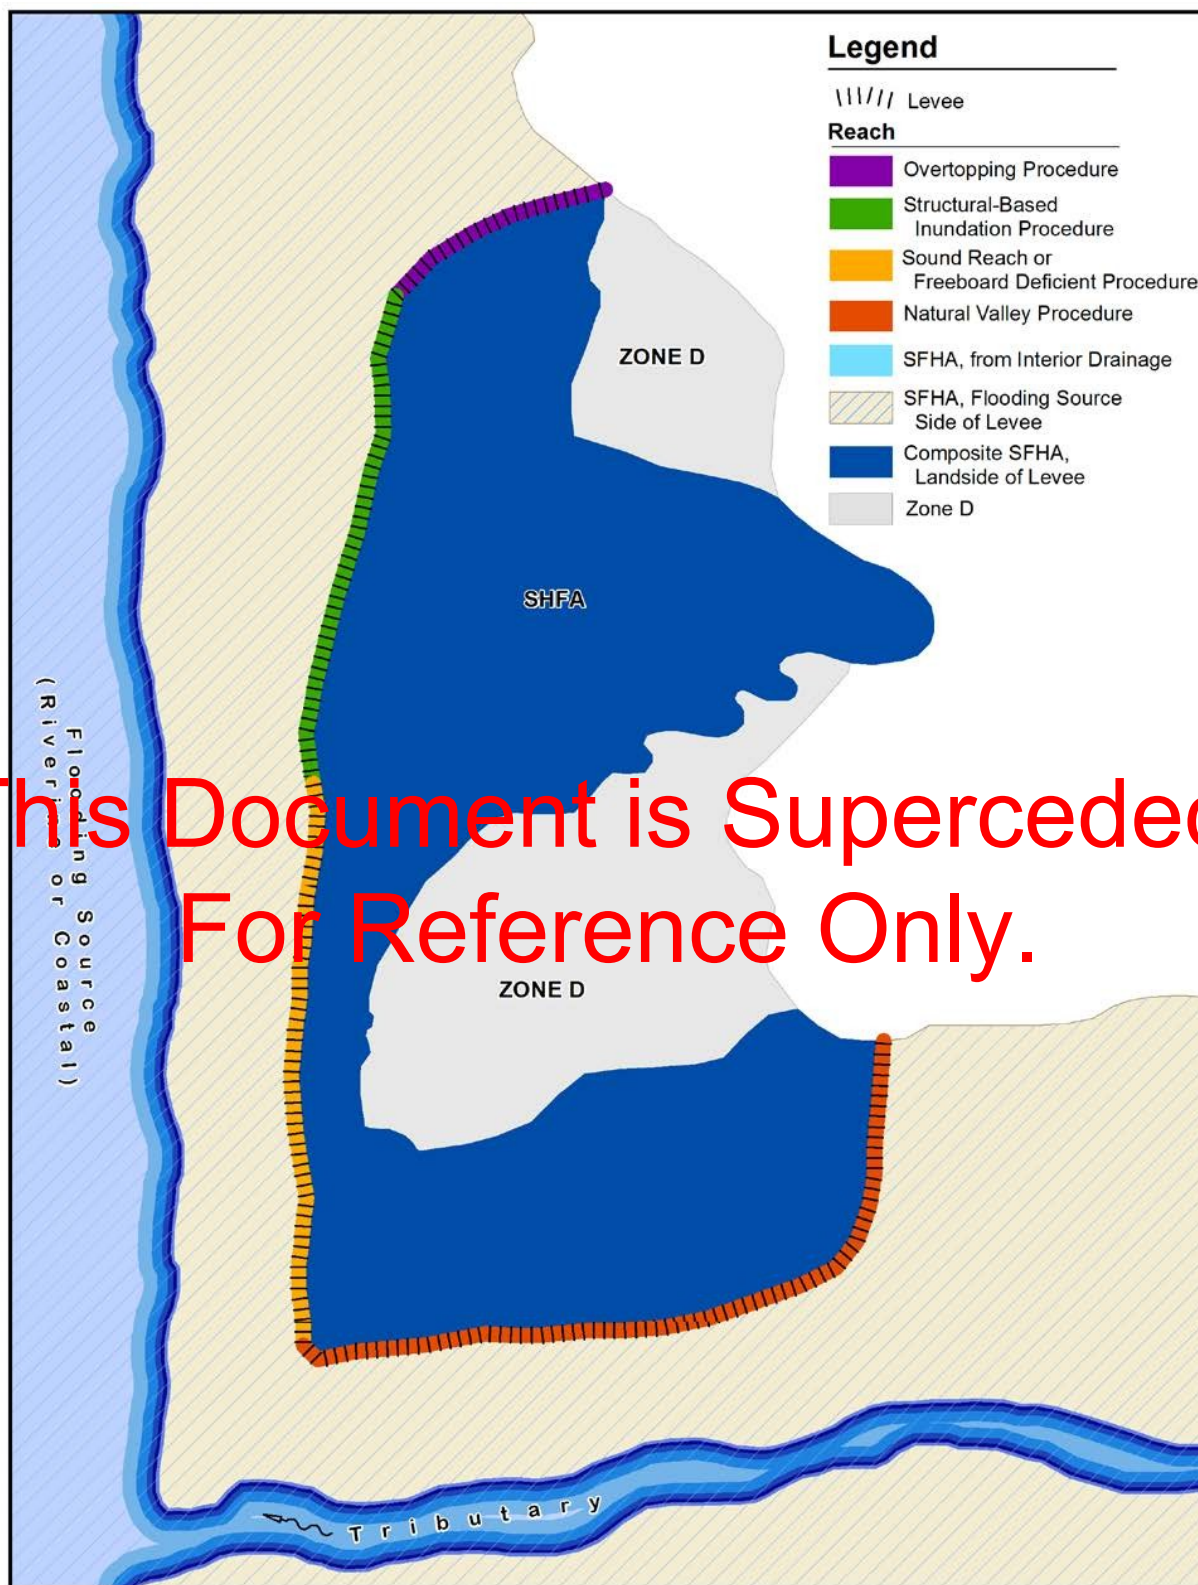 Legend
Levee
Reach
Overtopping Procedure
Structural-Based
Inundation Procedure
Sound Reach or
Freeboard Deficient Procedure
Natural Valley Procedure
SFHA, from Interior Drainage
SFHA, Flooding Source
Side of Levee
Composite SFHA,
Landside of Levee
Zone D
ZONE D
SHFA
Flooding Source
(Riverine or Coastal)
This Document is Superceded
For Reference Only.
ZONE D
Tributary